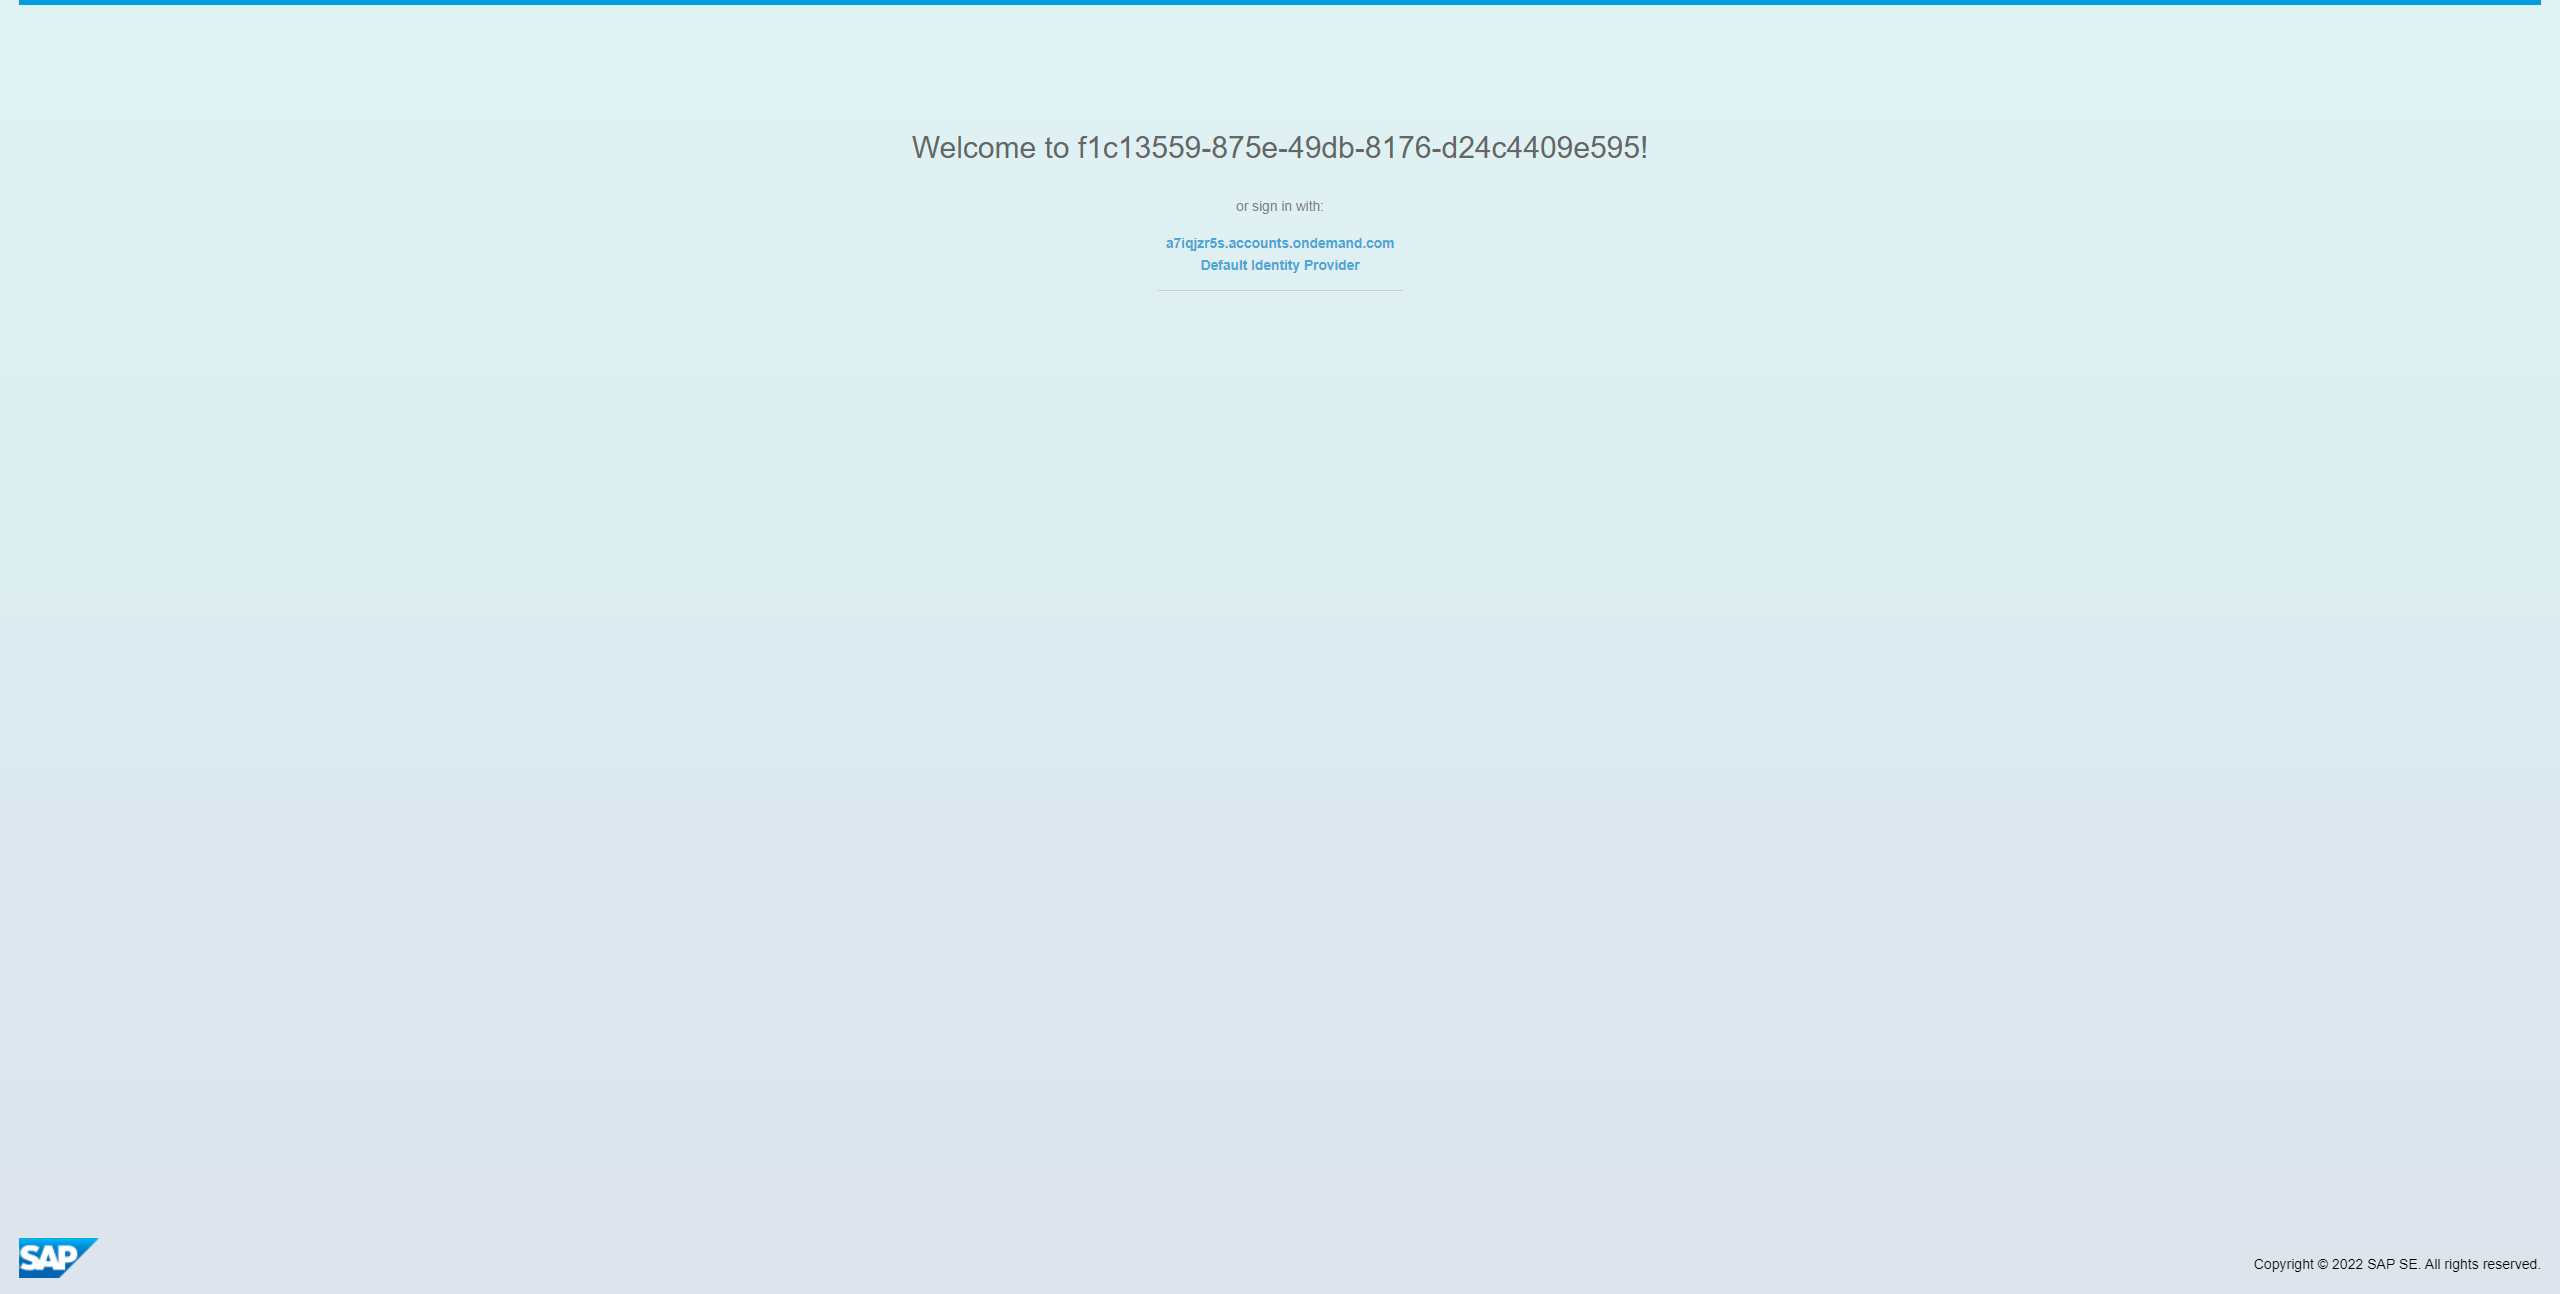 Welcome to f1c13559-875e-49db-8176-d24c4409e595!
or sign in with:
a7iqjzr5s.accounts.ondemand.com
Default Identity Provider
SAP
Copyright © 2022 SAP SE. All rights reserved.